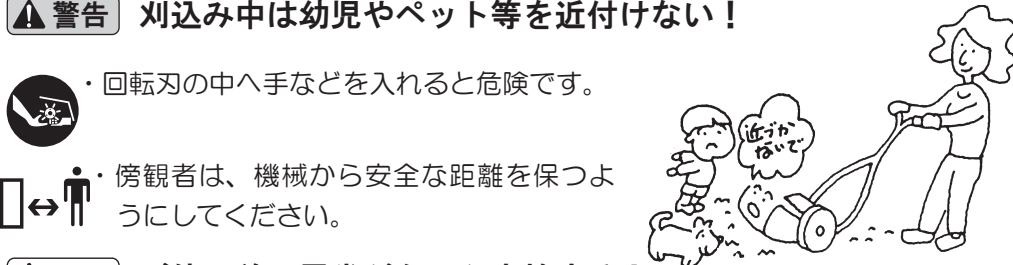 警告 刈込み中は幼児やペット等を近付けない！
・回転刃の中へ手などを入れると危険です。
近づか
ないで
・傍観者は、機械から安全な距離を保つよ
うにしてください。